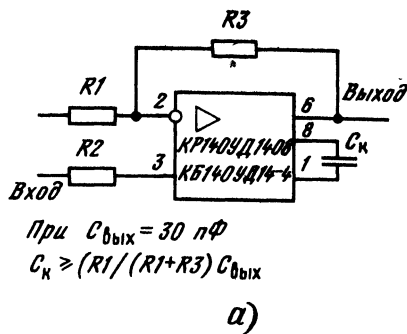 R3
R1
2
6
Выход
КР140УД1408
8
Cк
R2
3
КБ140УД14-4
1
Вход
При Cвых = 30 пФ
Cк ≥ (R1/(R1+R3) Cвых
а)